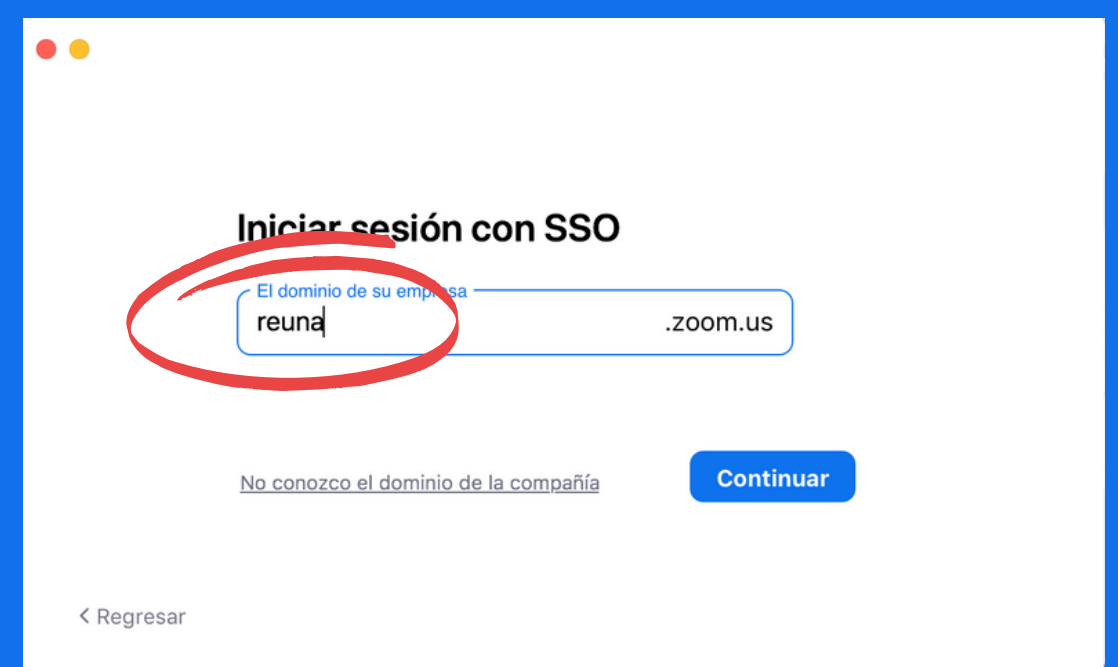 Iniciar sesión con SSO
El dominio de su empresa
reuna .zoom.us
No conozco el dominio de la compañía Continuar
< Regresar